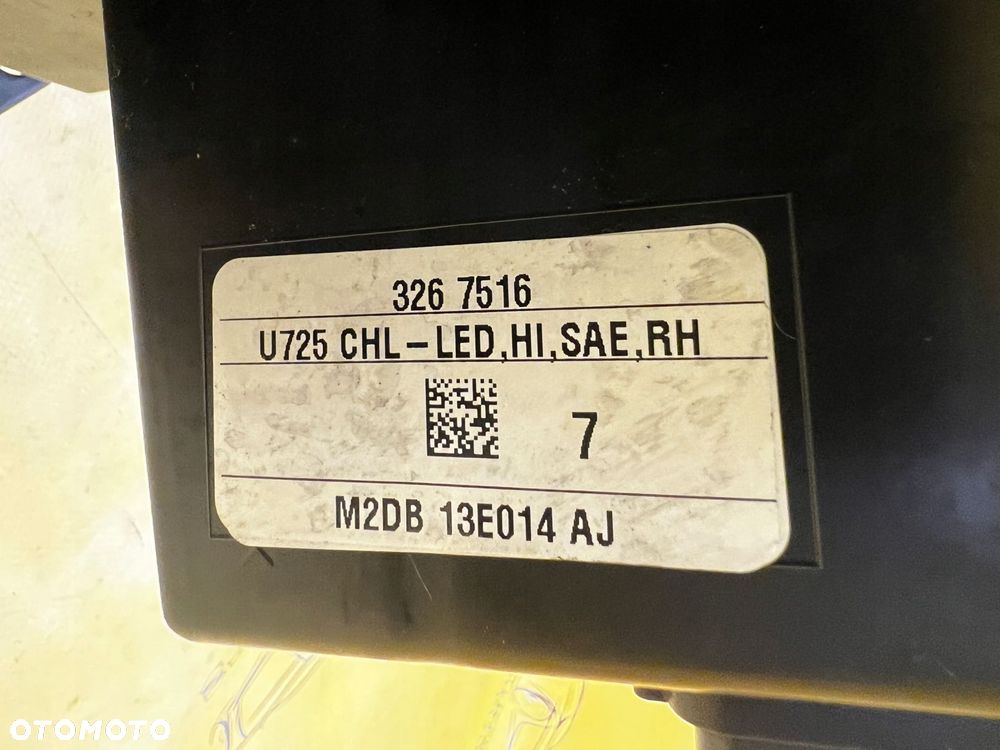 326 7516
U725 CHL-LED,HI,SAE,RH
7
M2DB 13E014 AJ
OTOMOTO